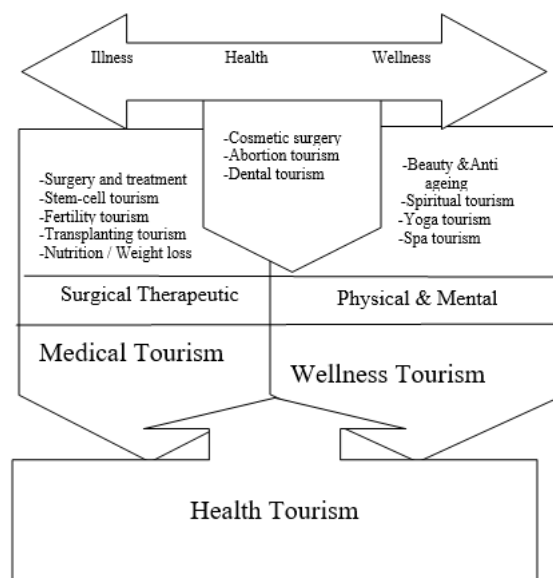 Illness Health Wellness
-Cosmetic surgery
-Abortion tourism
-Dental tourism
-Surgery and treatment
-Stem-cell tourism
-Fertility tourism
-Transplanting tourism
-Nutrition / Weight loss
-Beauty &Anti
ageing
-Spiritual tourism
-Yoga tourism
-Spa tourism
Surgical Therapeutic
Physical & Mental
Medical Tourism
Wellness Tourism
Health Tourism